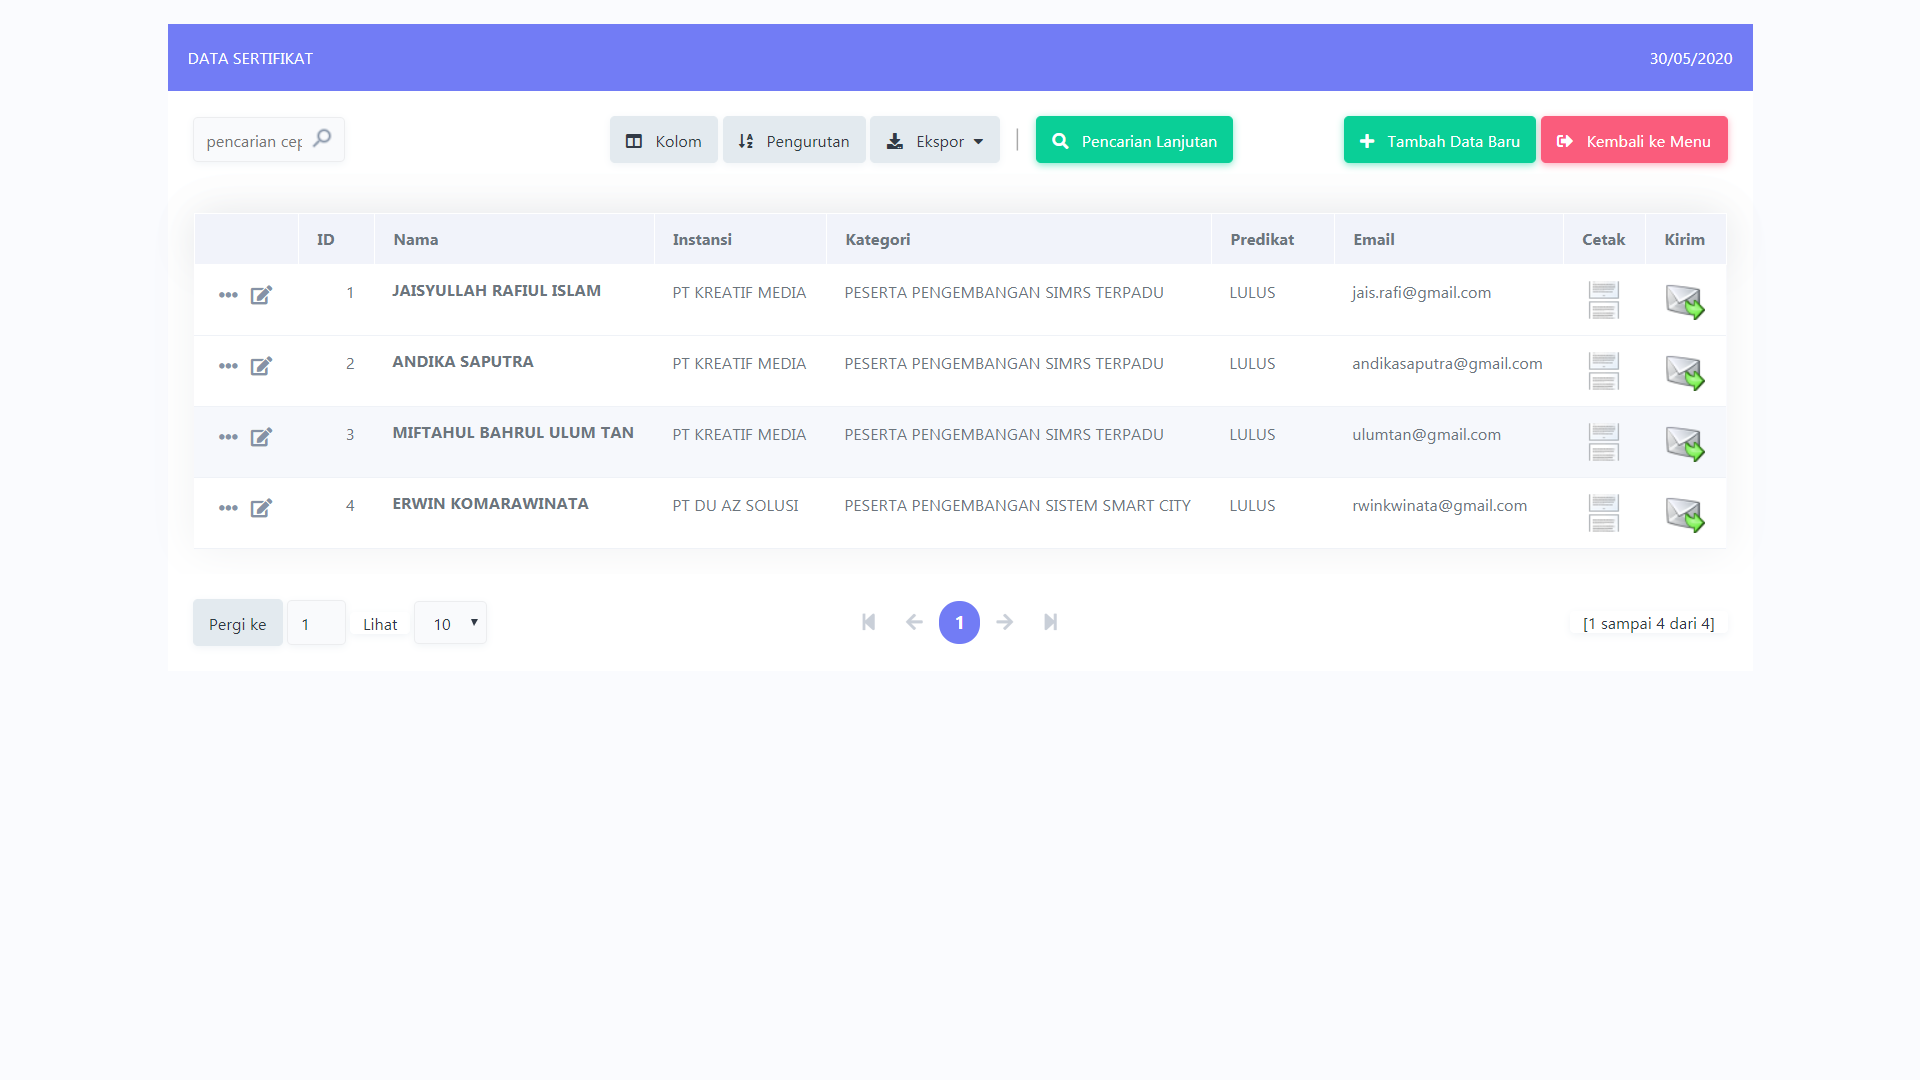 DATA SERTIFIKAT 30/05/2020
pencarian cep Kolom Pengurutan Ekspor Pencarian Lanjutan Tambah Data Baru Kembali ke Menu
ID Nama Instansi Kategori Predikat Email Cetak Kirim
1 JAISYULLAH RAFIUL ISLAM PT KREATIF MEDIA PESERTA PENGEMBANGAN SIMRS TERPADU LULUS jais.rafi@gmail.com
2 ANDIKA SAPUTRA PT KREATIF MEDIA PESERTA PENGEMBANGAN SIMRS TERPADU LULUS andikasaputra@gmail.com
3 MIFTAHUL BAHRUL ULUM TAN PT KREATIF MEDIA PESERTA PENGEMBANGAN SIMRS TERPADU LULUS ulumtan@gmail.com
4 ERWIN KOMARAWINATA PT DU AZ SOLUSI PESERTA PENGEMBANGAN SISTEM SMART CITY LULUS rwinkwinata@gmail.com
Pergi ke 1 Lihat 10 1 [1 sampai 4 dari 4]